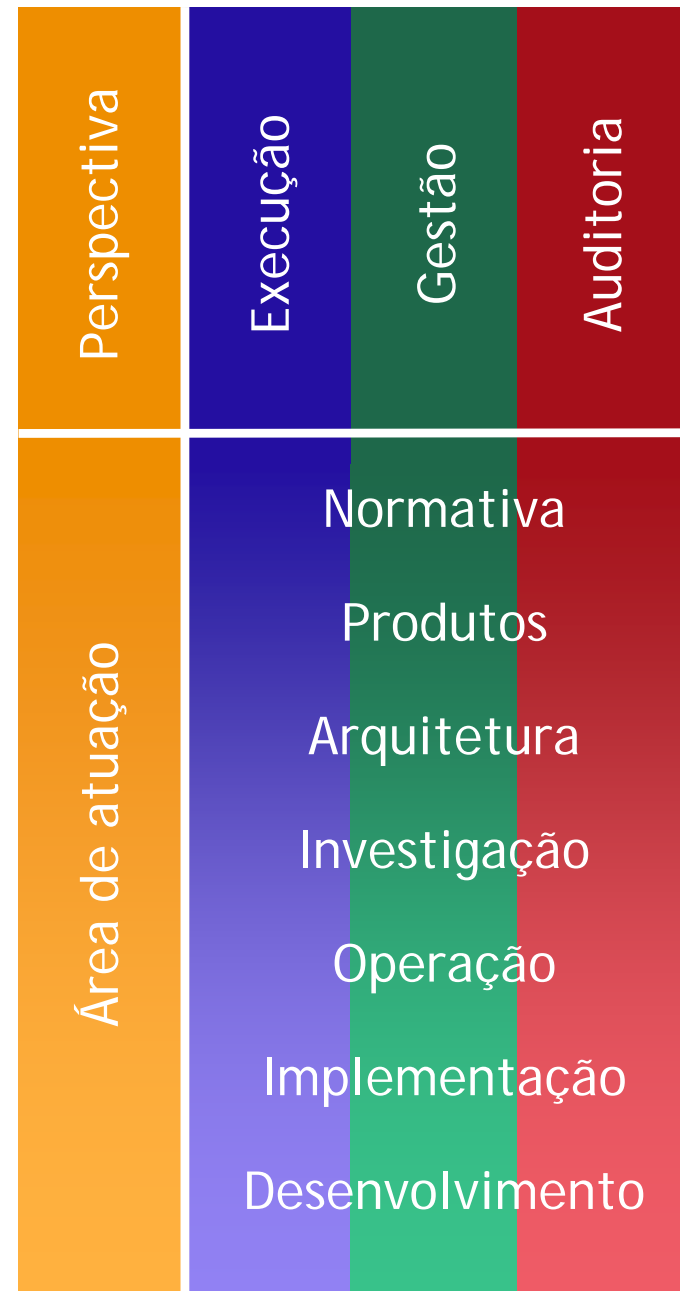 Perspectiva
Execução
Gestão
Auditoria
Área de atuação
Normativa
Produtos
Arquitetura
Investigação
Operação
Implementação
Desenvolvimento